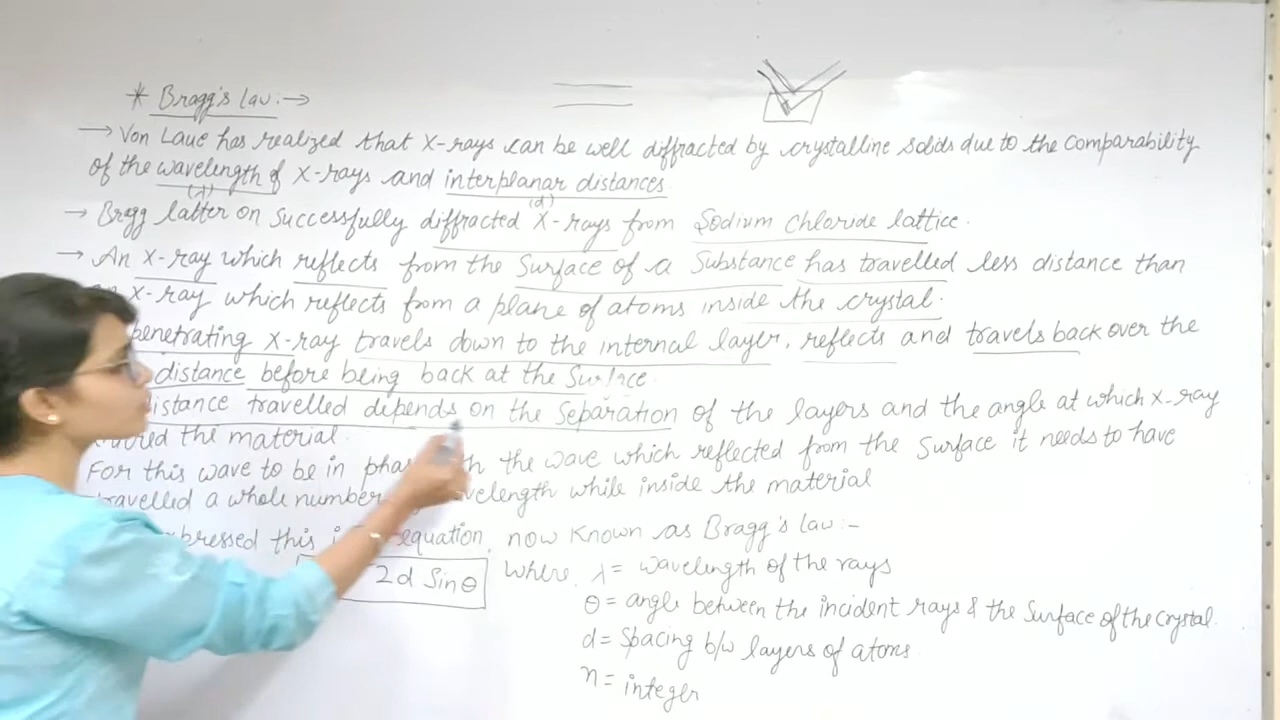 * Bragg's Law:→
→ Von Laue has realized that X-rays can be well diffracted by crystalline solids due to the comparability
of the wavelength of X-rays and interplanar distances.
(λ) (d)
→ Bragg latter on successfully diffracted X-rays from Sodium Chloride lattice.
→ An X-ray which reflects from the surface of a substance has travelled less distance than
X-ray which reflects from a plane of atoms inside the crystal.
penetrating X-ray travels down to the internal layer, reflects and travels back over the
distance before being back at the surface.
distance travelled depends on the separation of the layers and the angle at which X-ray
the material.
For this wave to be in the wave which reflected from the surface it needs to have
travelled a whole number while inside the material
this equation, now known as Bragg's law:-
2d Sinθ
where, λ= wavelength of the rays
θ= angle between the incident rays & the surface of the crystal.
d= spacing b/w layers of atoms
n= integer